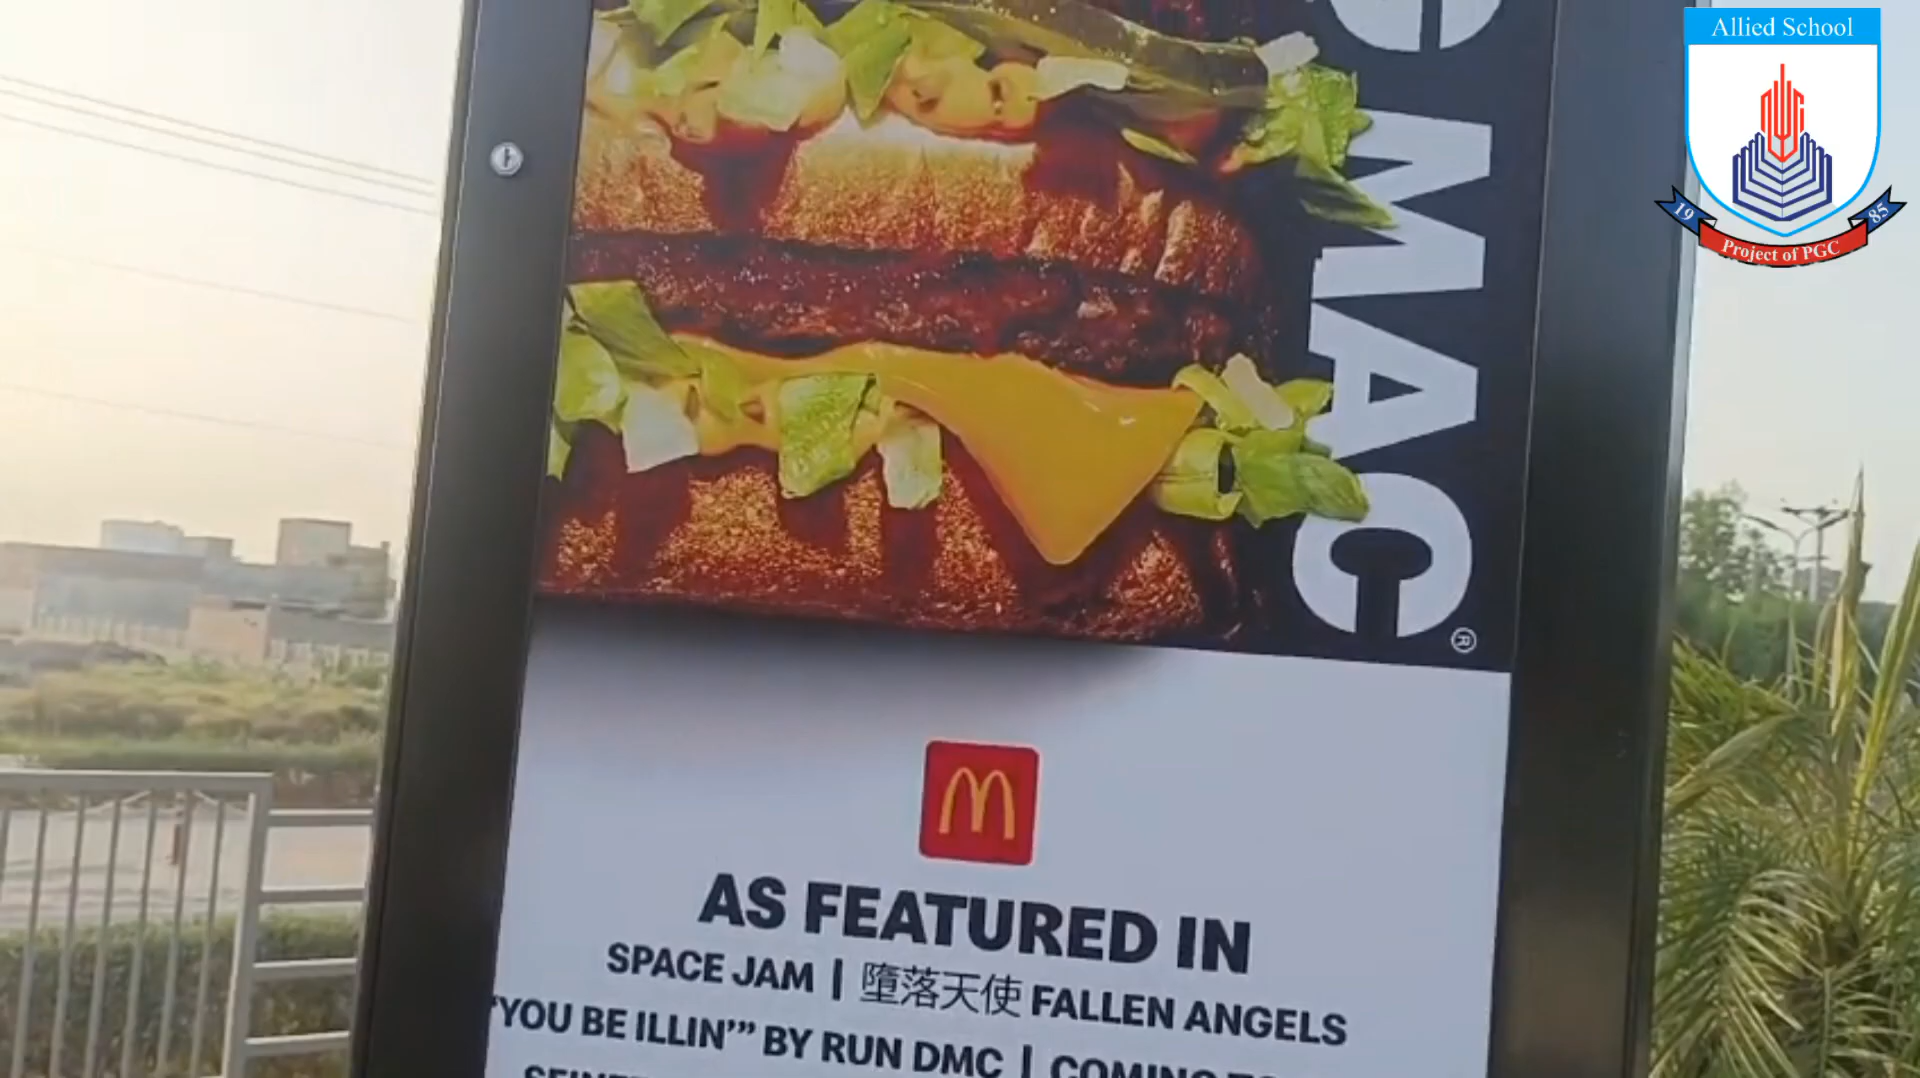 MAC®
AS FEATURED IN
SPACE JAM | 墮落天使 FALLEN ANGELS
"YOU BE ILLIN'" BY RUN DMC | COMING
Allied School
19 85
Project of PGC